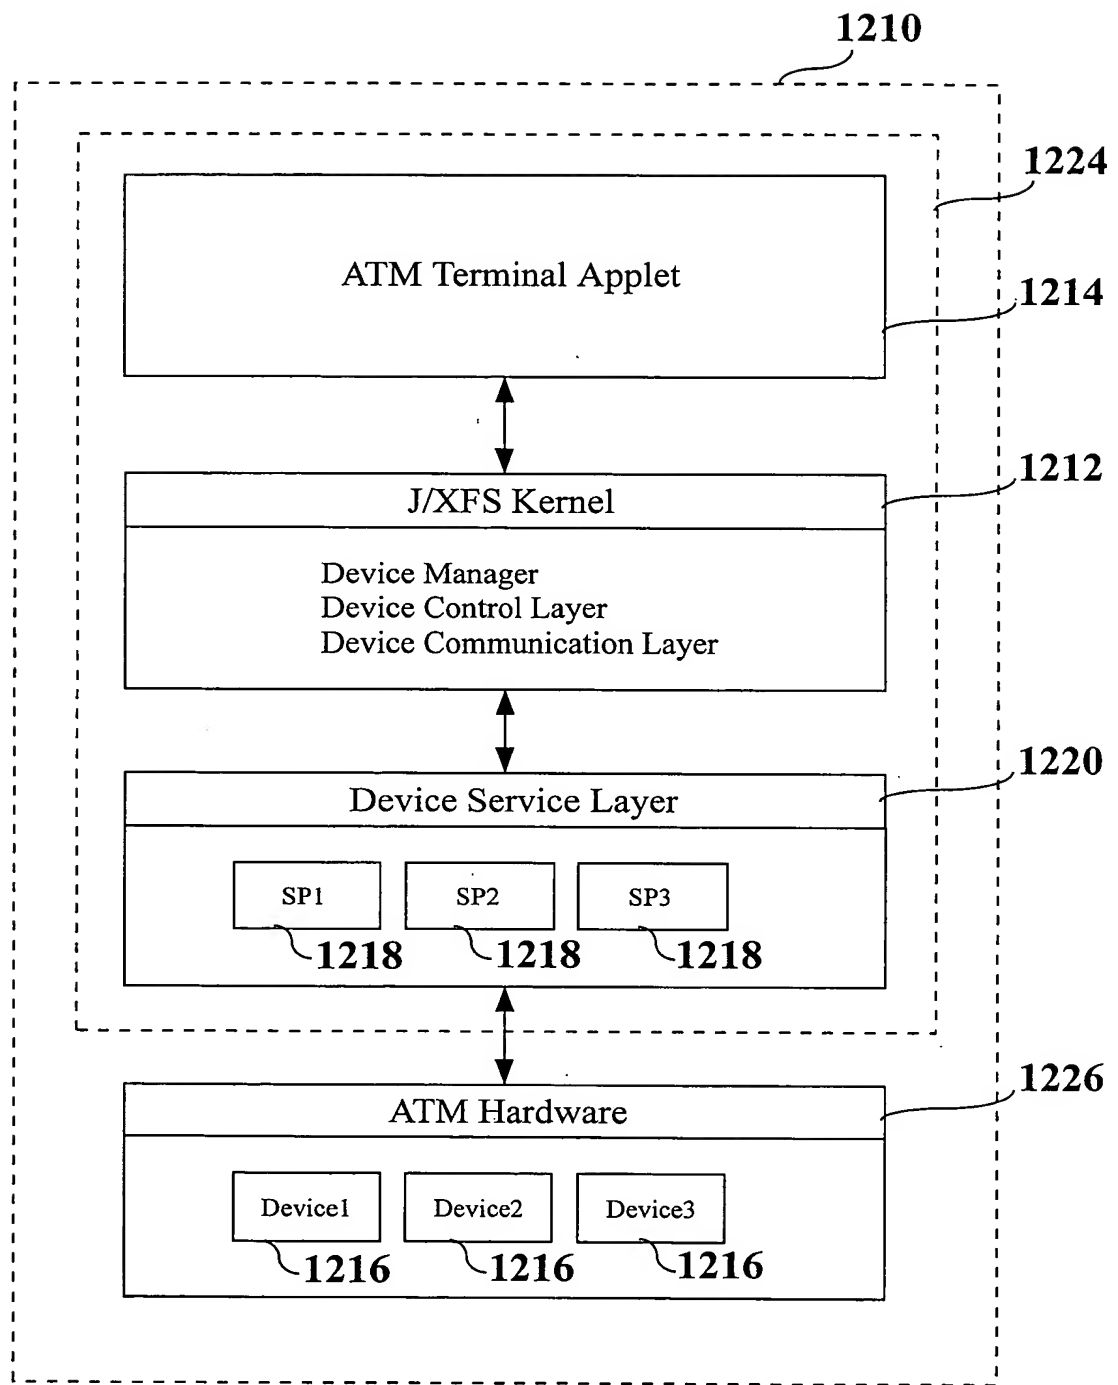 1210
1224
ATM Terminal Applet
1214
J/XFS Kernel
1212
Device Manager
Device Control Layer
Device Communication Layer
Device Service Layer
1220
SP1 SP2 SP3
1218 1218 1218
ATM Hardware
1226
Device1 Device2 Device3
1216 1216 1216